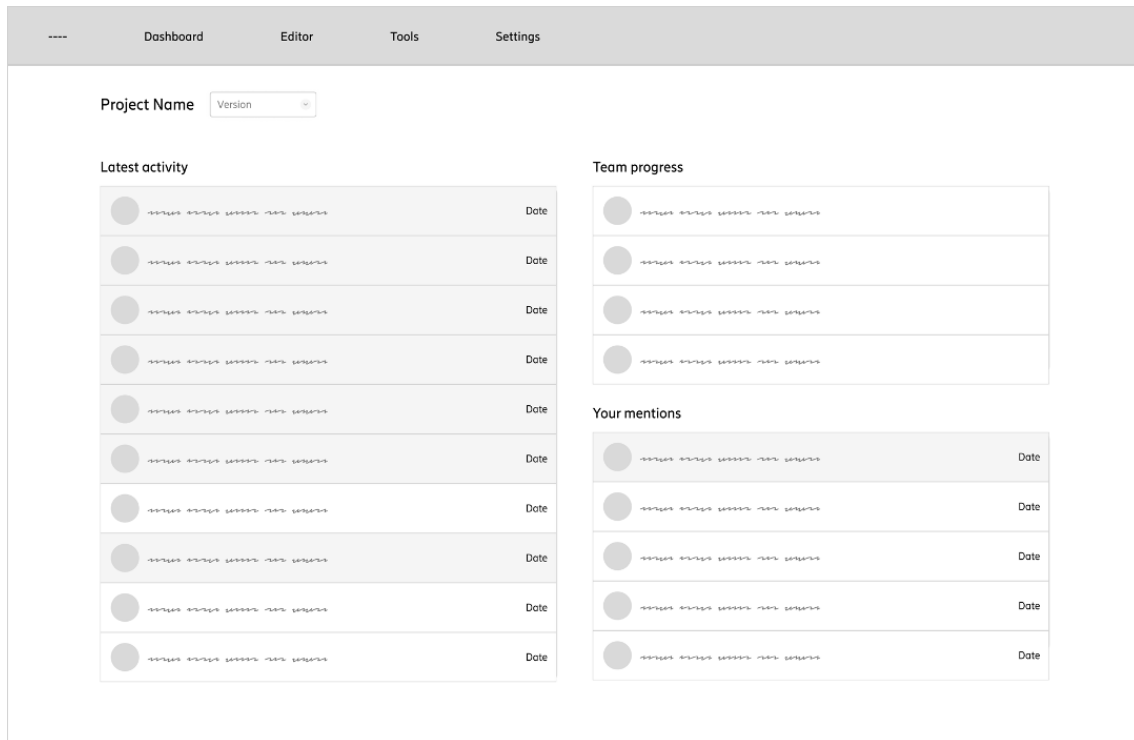 ---- Dashboard Editor Tools Settings
Project Name Version
Latest activity
Date
Date
Date
Date
Date
Date
Date
Date
Date
Date
Team progress
Your mentions
Date
Date
Date
Date
Date